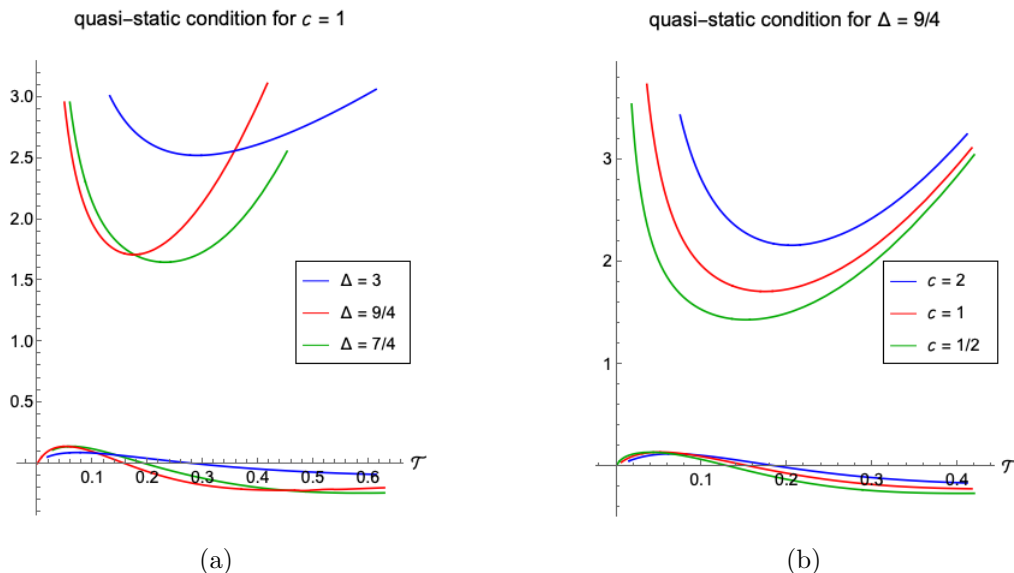 quasi-static condition for c = 1
3.0
2.5
2.0
1.5
1.0
0.5
0.1
0.2
0.3
0.4
0.5
0.6
𝒯
Δ = 3
Δ = 9/4
Δ = 7/4
(a)
quasi-static condition for Δ = 9/4
3
2
1
0.1
0.2
0.3
0.4
𝒯
c = 2
c = 1
c = 1/2
(b)